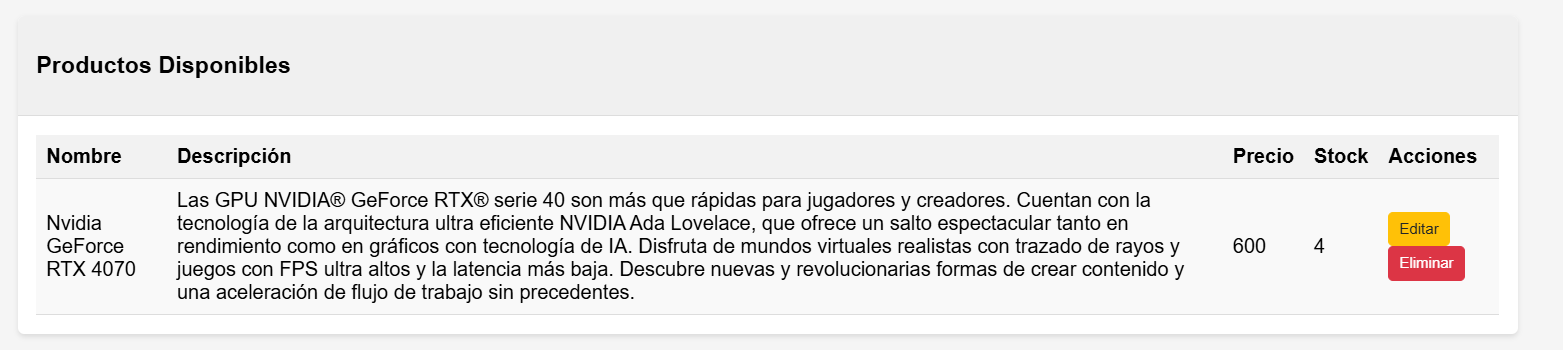 Productos Disponibles
Nombre Descripción Precio Stock Acciones
Nvidia GeForce RTX 4070
Las GPU NVIDIA® GeForce RTX® serie 40 son más que rápidas para jugadores y creadores. Cuentan con la
tecnología de la arquitectura ultra eficiente NVIDIA Ada Lovelace, que ofrece un salto espectacular tanto en
rendimiento como en gráficos con tecnología de IA. Disfruta de mundos virtuales realistas con trazado de rayos y
juegos con FPS ultra altos y la latencia más baja. Descubre nuevas y revolucionarias formas de crear contenido y
una aceleración de flujo de trabajo sin precedentes.
600
4
Editar
Eliminar